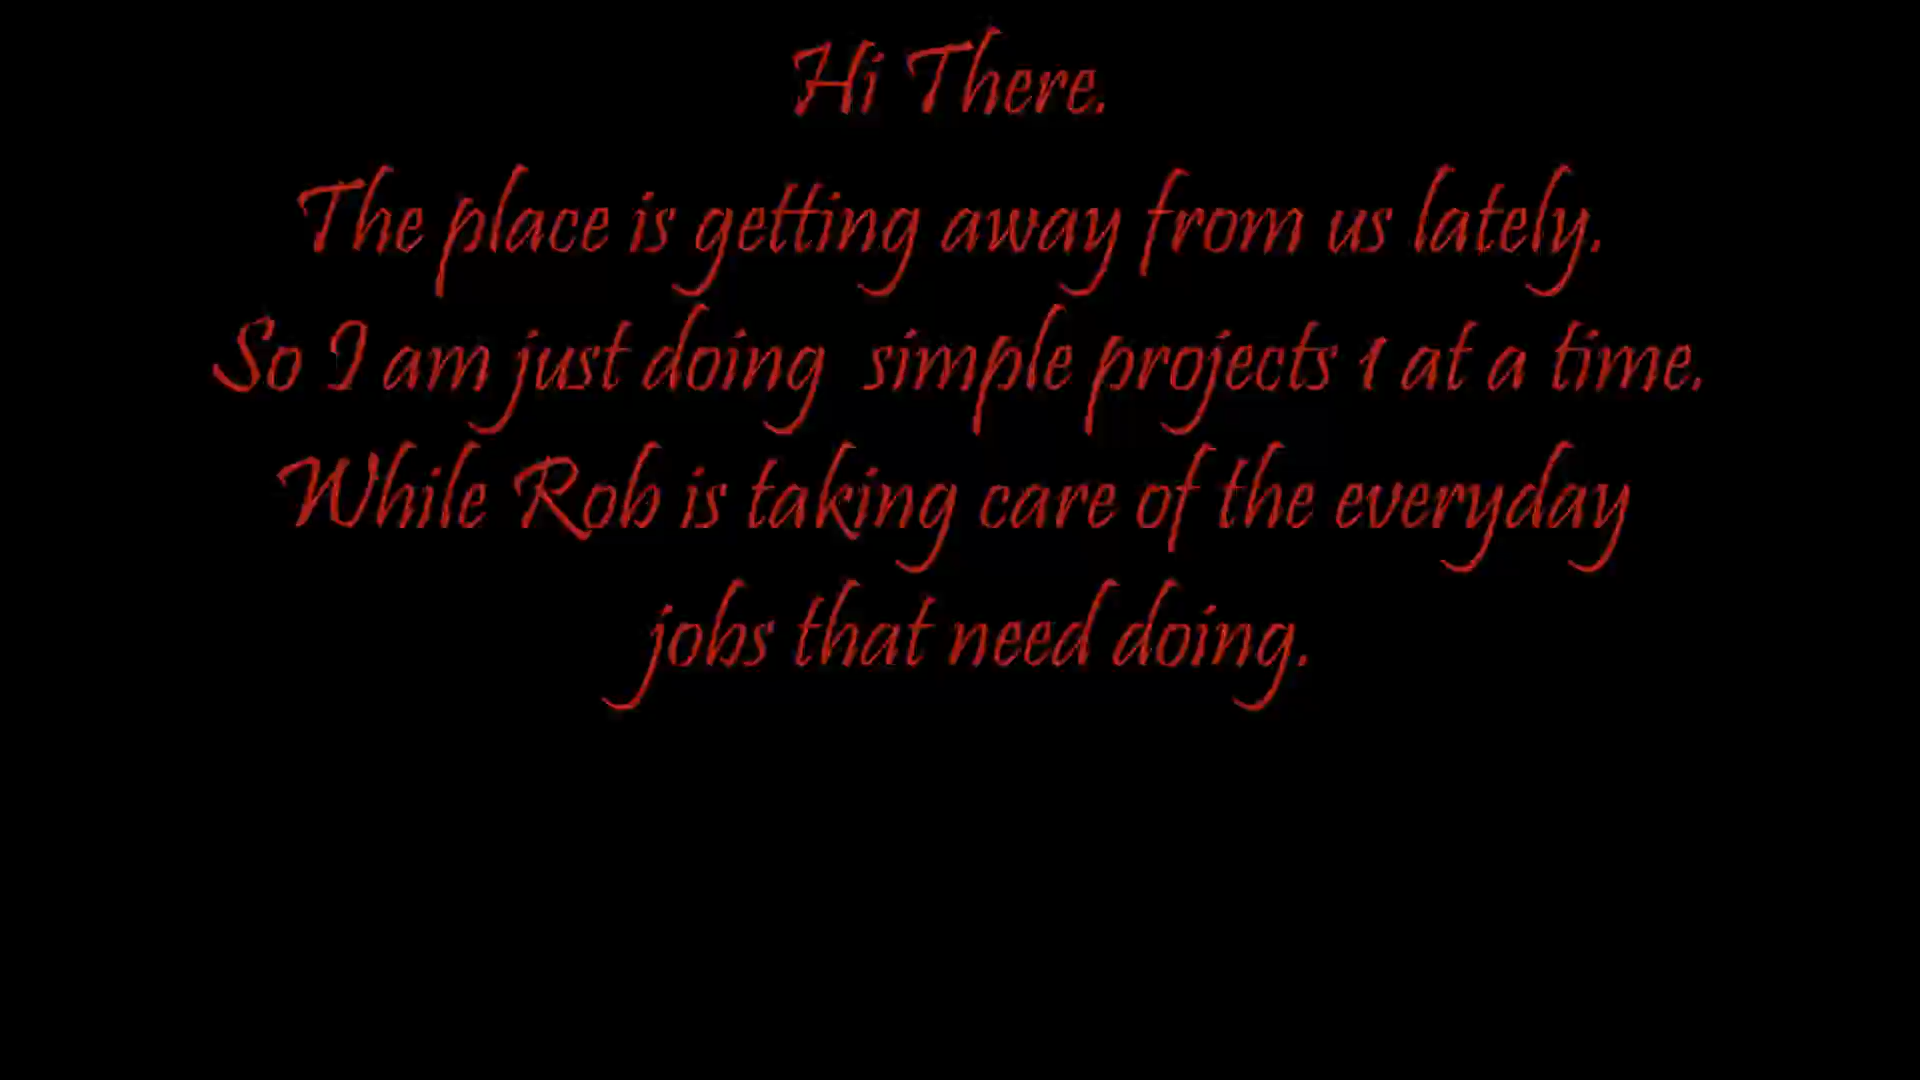 Hi There.
The place is getting away from us lately.
So I am just doing  simple projects 1 at a time.
While Rob is taking care of the everyday
jobs that need doing.